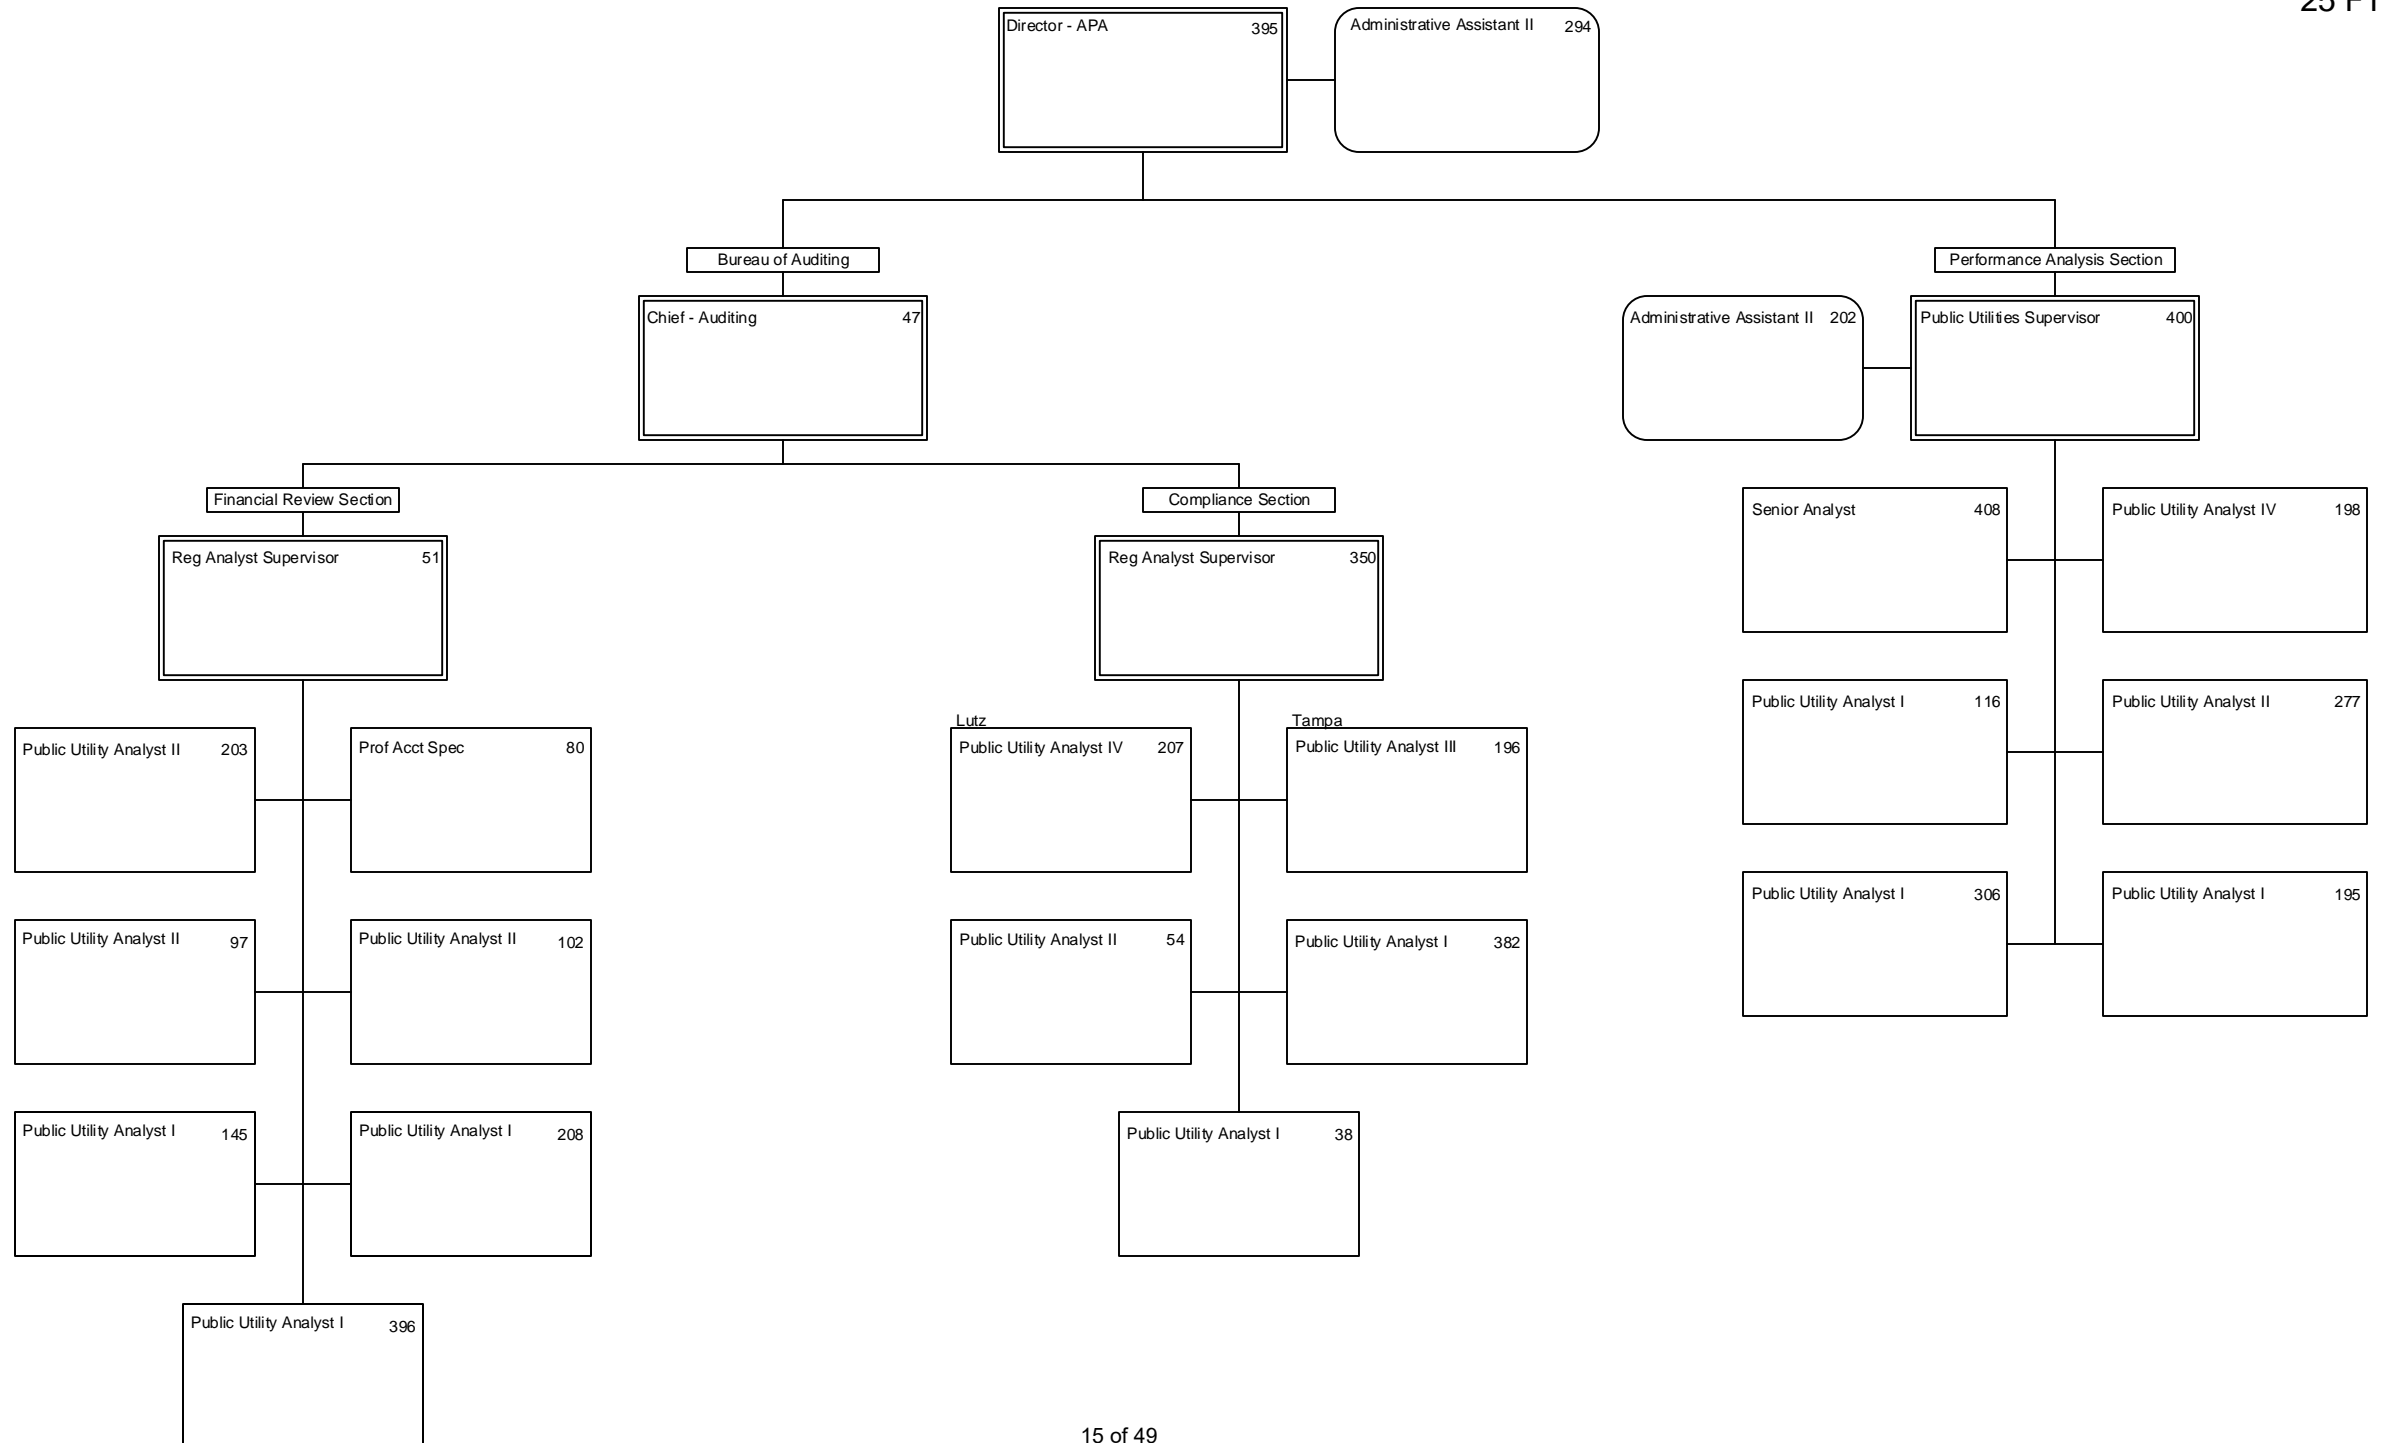 25 FT
Director - APA 395
Administrative Assistant II 294
Bureau of Auditing
Performance Analysis Section
Chief - Auditing 47
Administrative Assistant II 202
Public Utilities Supervisor 400
Financial Review Section
Compliance Section
Senior Analyst 408
Public Utility Analyst IV 198
Reg Analyst Supervisor 51
Reg Analyst Supervisor 350
Public Utility Analyst I 116
Public Utility Analyst II 277
Lutz
Tampa
Public Utility Analyst II 203
Prof Acct Spec 80
Public Utility Analyst IV 207
Public Utility Analyst III 196
Public Utility Analyst I 306
Public Utility Analyst I 195
Public Utility Analyst II 97
Public Utility Analyst II 102
Public Utility Analyst II 54
Public Utility Analyst I 382
Public Utility Analyst I 145
Public Utility Analyst I 208
Public Utility Analyst I 38
Public Utility Analyst I 396
15 of 49